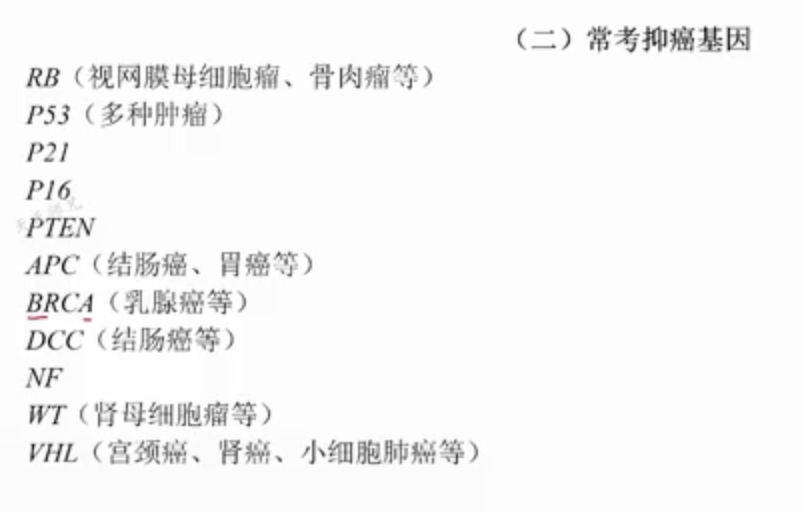 (二)常考抑癌基因
RB(视网膜母细胞瘤、骨肉瘤等)
P53(多种肿瘤)
P21
P16
PTEN
APC(结肠癌、胃癌等)
BRCA(乳腺癌等)
DCC(结肠癌等)
NF
WT(肾母细胞瘤等)
VHL(宫颈癌、肾癌、小细胞肺癌等)